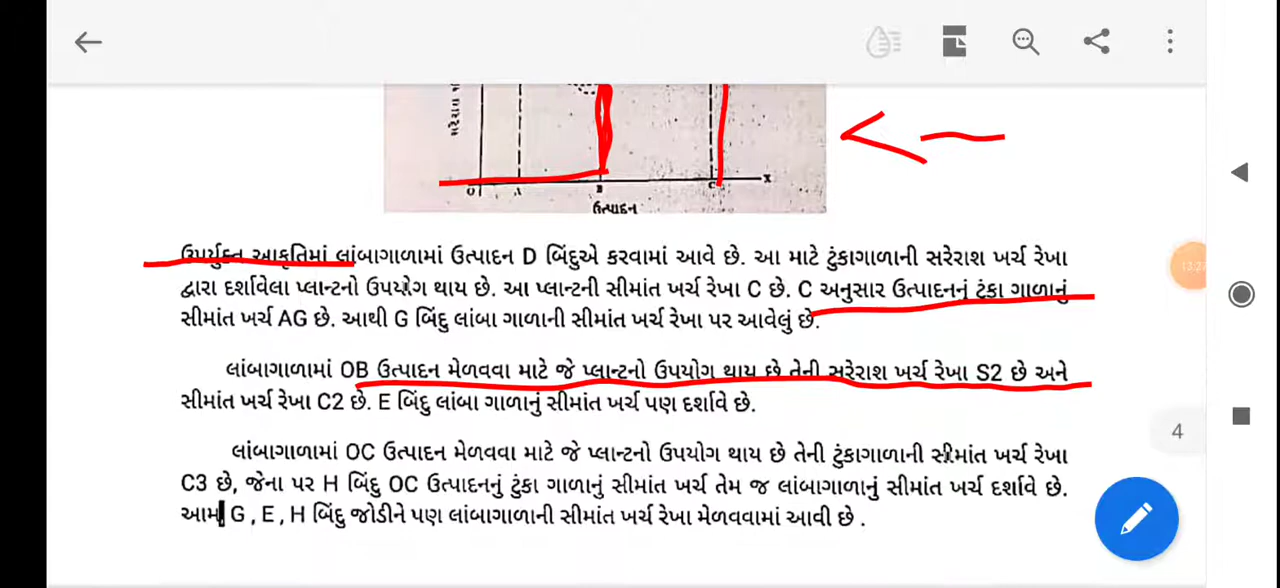 O A B C X
ઉત્પાદન
ઉપર્યુક્ત આકૃતિમાં લાંબાગાળામાં ઉત્પાદન D બિંદુએ કરવામાં આવે છે. આ માટે ટુંકાગાળાની સરેરાશ ખર્ચ રેખા
દ્વારા દર્શાવેલા પ્લાન્ટનો ઉપયોગ થાય છે. આ પ્લાન્ટની સીમાંત ખર્ચ રેખા C છે. C અનુસાર ઉત્પાદનનું ટુંકા ગાળાનું
સીમાંત ખર્ચ AG છે. આથી G બિંદુ લાંબા ગાળાની સીમાંત ખર્ચ રેખા પર આવેલું છે.
લાંબાગાળામાં OB ઉત્પાદન મેળવવા માટે જે પ્લાન્ટનો ઉપયોગ થાય છે તેની સરેરાશ ખર્ચ રેખા S2 છે અને
સીમાંત ખર્ચ રેખા C2 છે. E બિંદુ લાંબા ગાળાનું સીમાંત ખર્ચ પણ દર્શાવે છે.
4
લાંબાગાળામાં OC ઉત્પાદન મેળવવા માટે જે પ્લાન્ટનો ઉપયોગ થાય છે તેની ટુંકાગાળાની સીમાંત ખર્ચ રેખા
C3 છે, જેના પર H બિંદુ OC ઉત્પાદનનું ટુંકા ગાળાનું સીમાંત ખર્ચ તેમ જ લાંબાગાળાનું સીમાંત ખર્ચ દર્શાવે છે.
આમ G , E , H બિંદુ જોડીને પણ લાંબાગાળાની સીમાંત ખર્ચ રેખા મેળવવામાં આવી છે .